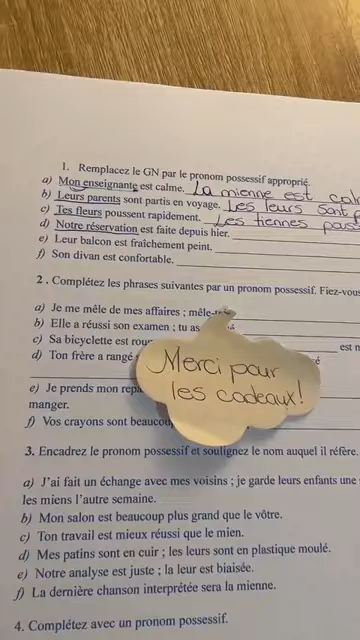 1. Remplacez le GN par le pronom possessif approprié.
a) Mon enseignante est calme. La mienne est
b) Leurs parents sont partis en voyage. Les leurs sont
c) Tes fleurs poussent rapidement. Les tiennes
d) Notre réservation est faite depuis hier.
e) Leur balcon est fraîchement peint.
f) Son divan est confortable.
2. Complétez les phrases suivantes par un pronom possessif. Fiez-vous
a) Je me mêle de mes affaires ; mêle-
b) Elle a réussi son examen ; tu as
c) Sa bicyclette est est
d) Ton frère a rangé
e) Je prends mon
manger.
f) Vos crayons sont
Merci pour
les cadeaux!
3. Encadrez le pronom possessif et soulignez le nom auquel il réfère.
a) J'ai fait un échange avec mes voisins ; je garde leurs enfants une
les miens l'autre semaine.
b) Mon salon est beaucoup plus grand que le vôtre.
c) Ton travail est mieux réussi que le mien.
d) Mes patins sont en cuir ; les leurs sont en plastique moulé.
e) Notre analyse est juste ; la leur est biaisée.
f) La dernière chanson interprétée sera la mienne.
4. Complétez avec un pronom possessif.